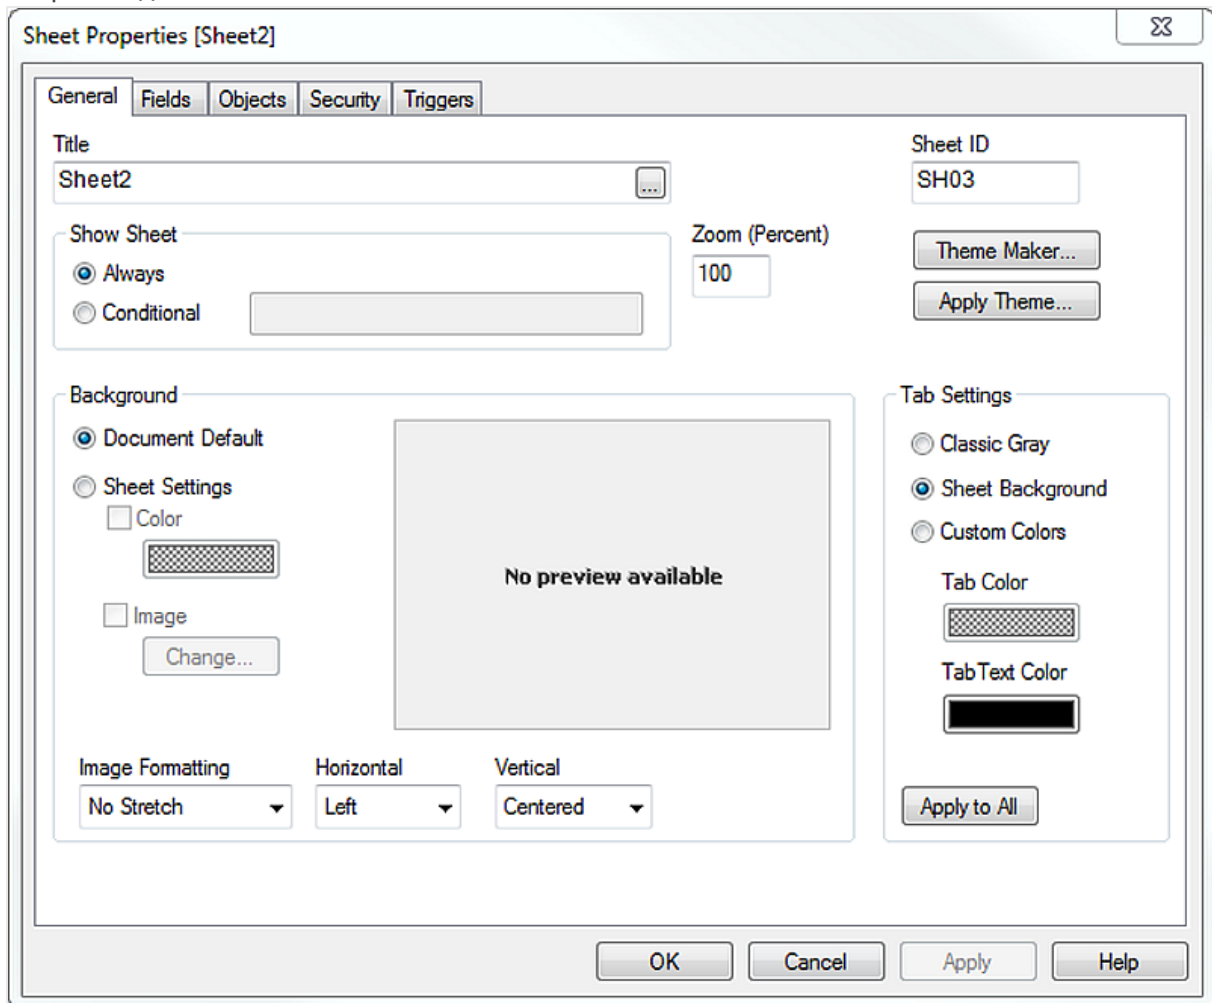 Sheet Properties [Sheet2]
General Fields Objects Security Triggers
Title
Sheet ID
Sheet2 ...
SH03
Show Sheet
Always
Conditional
Zoom (Percent)
100
Theme Maker...
Apply Theme...
Background
Document Default
Sheet Settings
Color
Image
Change...
No preview available
Image Formatting Horizontal Vertical
No Stretch Left Centered
Tab Settings
Classic Gray
Sheet Background
Custom Colors
Tab Color
Tab Text Color
Apply to All
OK Cancel Apply Help